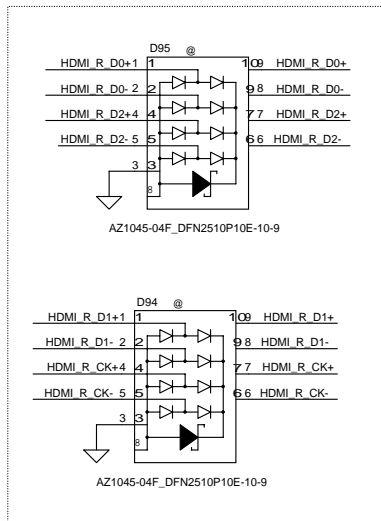 D95 @
HDMI_R_D0+ 1 1 10 9 HDMI_R_D0+
HDMI_R_D0- 2 2 9 8 HDMI_R_D0-
HDMI_R_D2+ 4 4 7 7 HDMI_R_D2+
HDMI_R_D2- 5 5 6 6 HDMI_R_D2-
3 3
8
AZ1045-04F_DFN2510P10E-10-9
D94 @
HDMI_R_D1+ 1 1 10 9 HDMI_R_D1+
HDMI_R_D1- 2 2 9 8 HDMI_R_D1-
HDMI_R_CK+ 4 4 7 7 HDMI_R_CK+
HDMI_R_CK- 5 5 6 6 HDMI_R_CK-
3 3
8
AZ1045-04F_DFN2510P10E-10-9